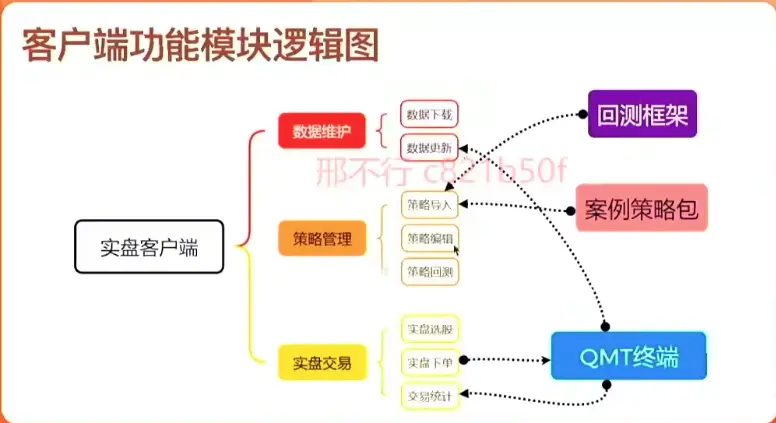 客户端功能模块逻辑图
数据下载
回测框架
数据维护
数据更新
邢不行 c821b50f
策略导入
案例策略包
实盘客户端
策略管理
策略编辑
策略回测
实盘选股
实盘交易
实盘下单
QMT终端
交易统计